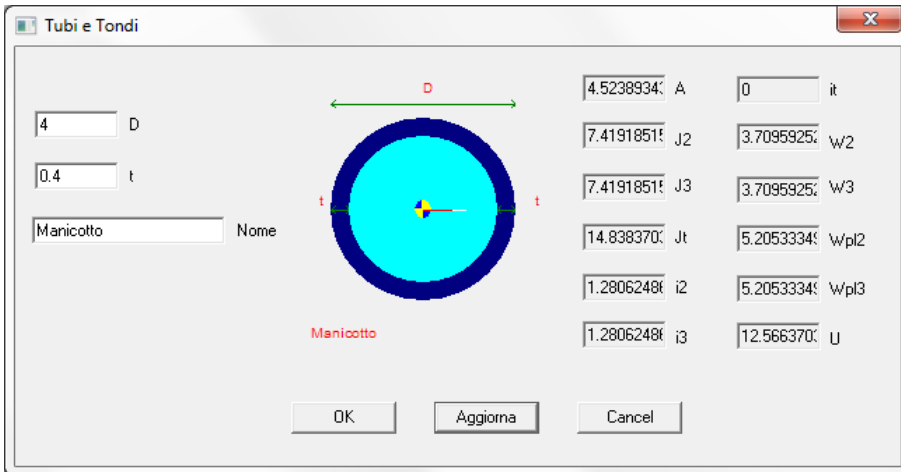 Tubi e Tondi
D
4 D
0.4 t
t t
Manicotto Nome
Manicotto
4.52389343 A 0 it
7.41918515 J2 3.70959252 W2
7.41918515 J3 3.70959252 W3
14.8383703 Jt 5.20533349 Wpl2
1.28062486 i2 5.20533349 Wpl3
1.28062486 i3 12.5663703 U
OK Aggiorna Cancel